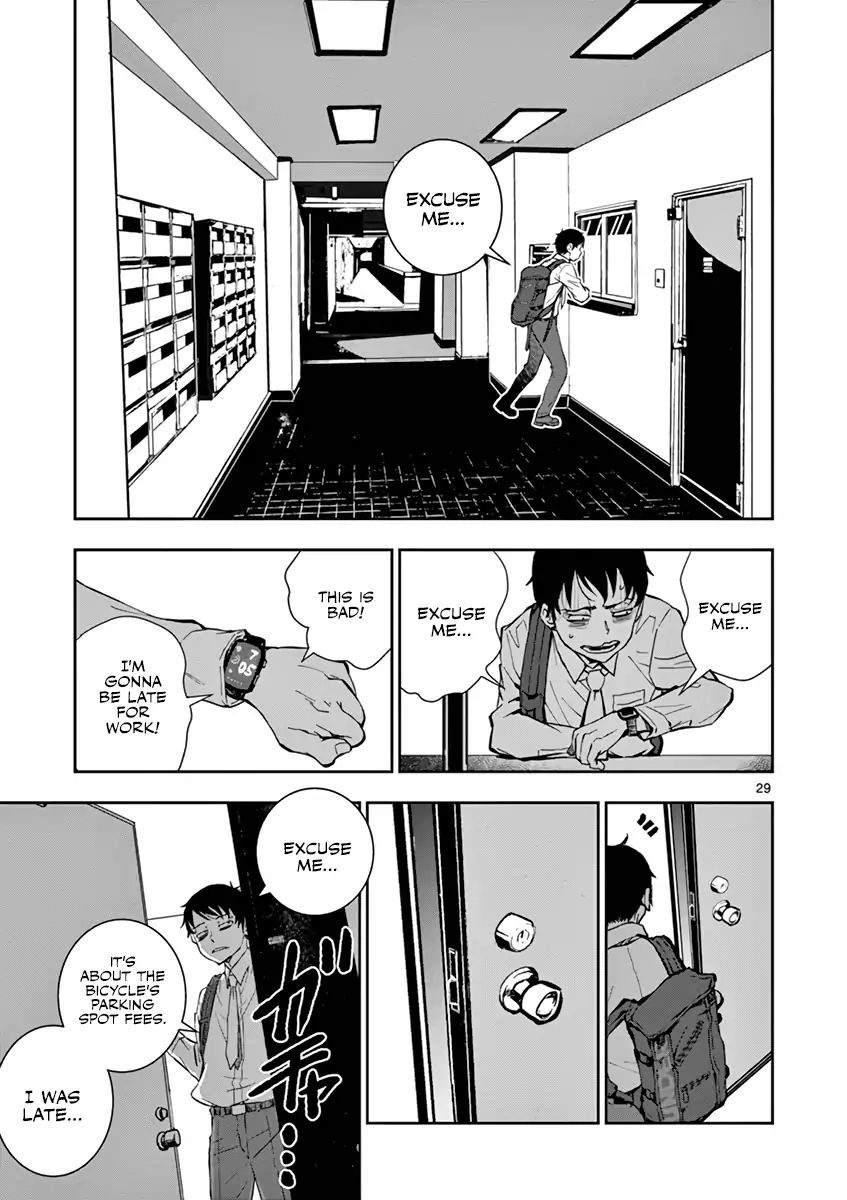 EXCUSE
ME...
EXCUSE
ME...
EXCUSE
ME...
THIS IS
BAD!
7
05
I'M
GONNA
BE LATE
FOR
WORK!
29
UNDER
EXCUSE
ME...
ガチャ…
IT'S
ABOUT THE
BICYCLE'S
PARKING
SPOT FEES.
I WAS
LATE...